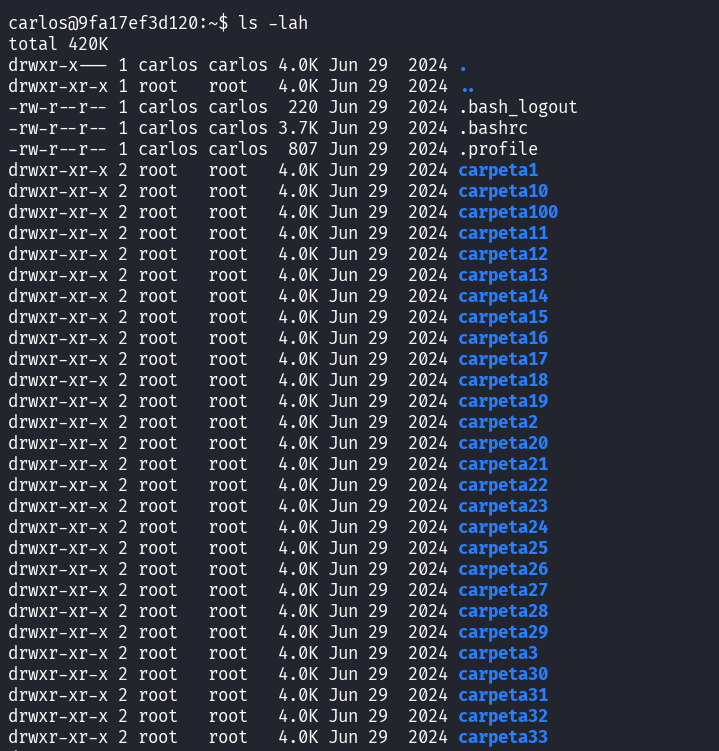 carlos@9fa17ef3d120:~$ ls -lah
total 420K
drwxr-x--- 1 carlos carlos 4.0K Jun 29  2024 .
drwxr-xr-x 1 root   root   4.0K Jun 29  2024 ..
-rw-r--r-- 1 carlos carlos  220 Jun 29  2024 .bash_logout
-rw-r--r-- 1 carlos carlos 3.7K Jun 29  2024 .bashrc
-rw-r--r-- 1 carlos carlos  807 Jun 29  2024 .profile
drwxr-xr-x 2 root   root   4.0K Jun 29  2024 carpeta1
drwxr-xr-x 2 root   root   4.0K Jun 29  2024 carpeta10
drwxr-xr-x 2 root   root   4.0K Jun 29  2024 carpeta100
drwxr-xr-x 2 root   root   4.0K Jun 29  2024 carpeta11
drwxr-xr-x 2 root   root   4.0K Jun 29  2024 carpeta12
drwxr-xr-x 2 root   root   4.0K Jun 29  2024 carpeta13
drwxr-xr-x 2 root   root   4.0K Jun 29  2024 carpeta14
drwxr-xr-x 2 root   root   4.0K Jun 29  2024 carpeta15
drwxr-xr-x 2 root   root   4.0K Jun 29  2024 carpeta16
drwxr-xr-x 2 root   root   4.0K Jun 29  2024 carpeta17
drwxr-xr-x 2 root   root   4.0K Jun 29  2024 carpeta18
drwxr-xr-x 2 root   root   4.0K Jun 29  2024 carpeta19
drwxr-xr-x 2 root   root   4.0K Jun 29  2024 carpeta2
drwxr-xr-x 2 root   root   4.0K Jun 29  2024 carpeta20
drwxr-xr-x 2 root   root   4.0K Jun 29  2024 carpeta21
drwxr-xr-x 2 root   root   4.0K Jun 29  2024 carpeta22
drwxr-xr-x 2 root   root   4.0K Jun 29  2024 carpeta23
drwxr-xr-x 2 root   root   4.0K Jun 29  2024 carpeta24
drwxr-xr-x 2 root   root   4.0K Jun 29  2024 carpeta25
drwxr-xr-x 2 root   root   4.0K Jun 29  2024 carpeta26
drwxr-xr-x 2 root   root   4.0K Jun 29  2024 carpeta27
drwxr-xr-x 2 root   root   4.0K Jun 29  2024 carpeta28
drwxr-xr-x 2 root   root   4.0K Jun 29  2024 carpeta29
drwxr-xr-x 2 root   root   4.0K Jun 29  2024 carpeta3
drwxr-xr-x 2 root   root   4.0K Jun 29  2024 carpeta30
drwxr-xr-x 2 root   root   4.0K Jun 29  2024 carpeta31
drwxr-xr-x 2 root   root   4.0K Jun 29  2024 carpeta32
drwxr-xr-x 2 root   root   4.0K Jun 29  2024 carpeta33